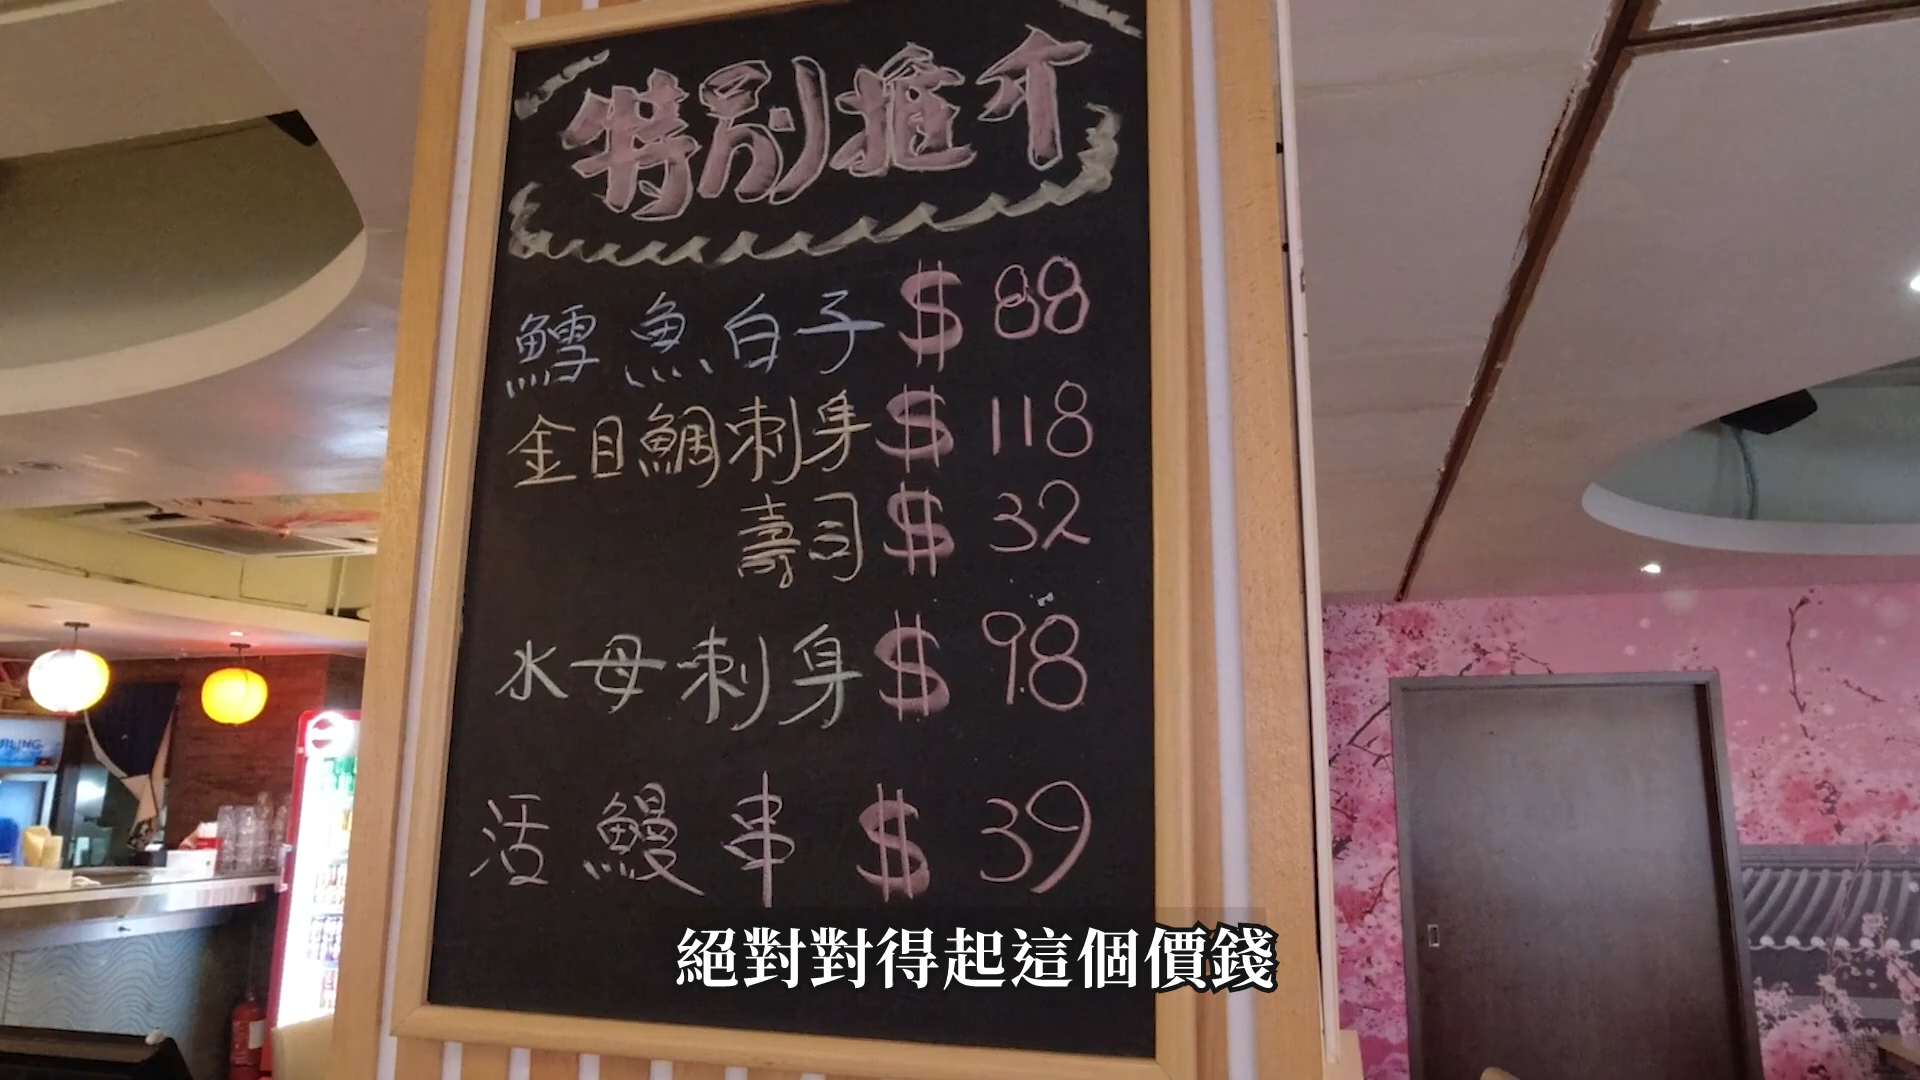 特別推介
鱈魚白子 $ 88
金目鯛刺身 $ 118
壽司 $ 32
水母刺身 $ 98
活鰻串 $ 39
絕對對得起這個價錢